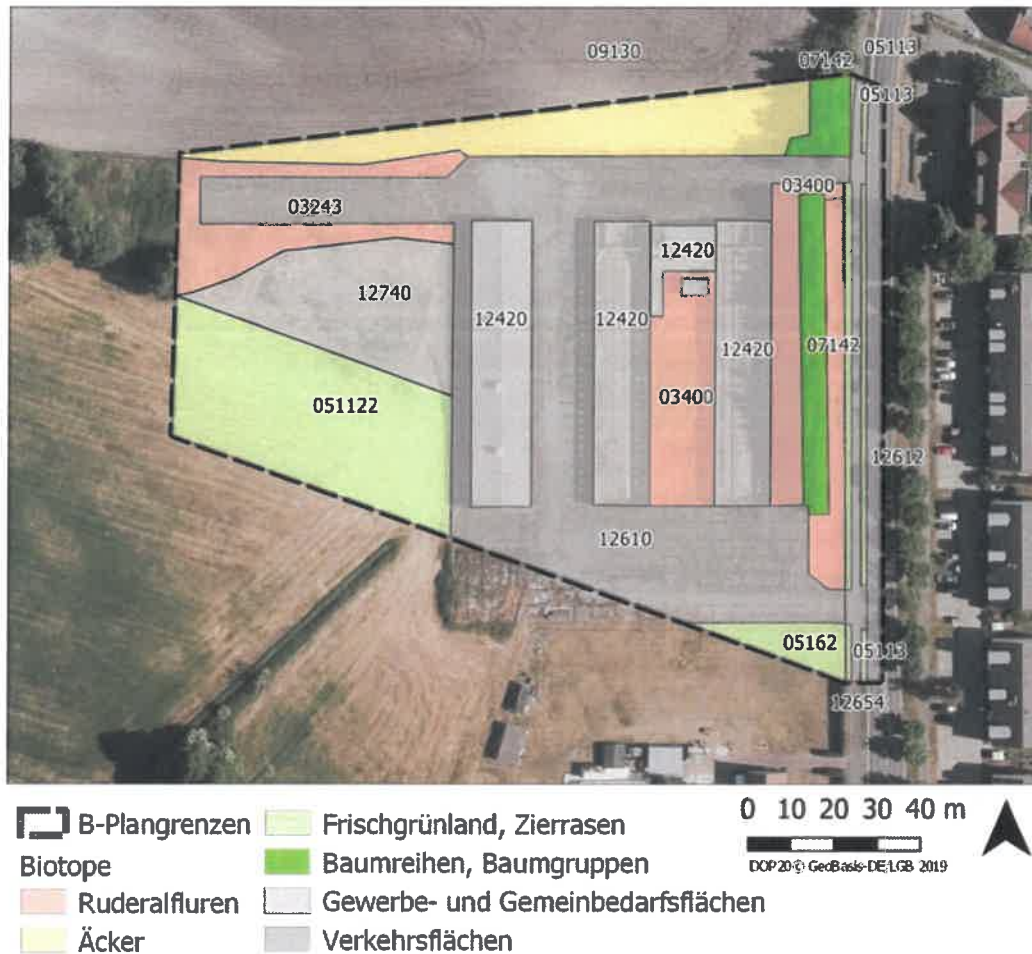 09130
07142
05113
05113
03400
03243
12420
12740
12420
12420
12420
07142
03400
051122
12612
12610
05162
05113
12654
B-Plangrenzen
Biotope
Ruderalfluren
Äcker
Frischgrünland, Zierrasen
Baumreihen, Baumgruppen
Gewerbe- und Gemeinbedarfsflächen
Verkehrsflächen
0 10 20 30 40 m
DOP20© GeoBasis-DE/LGB 2019